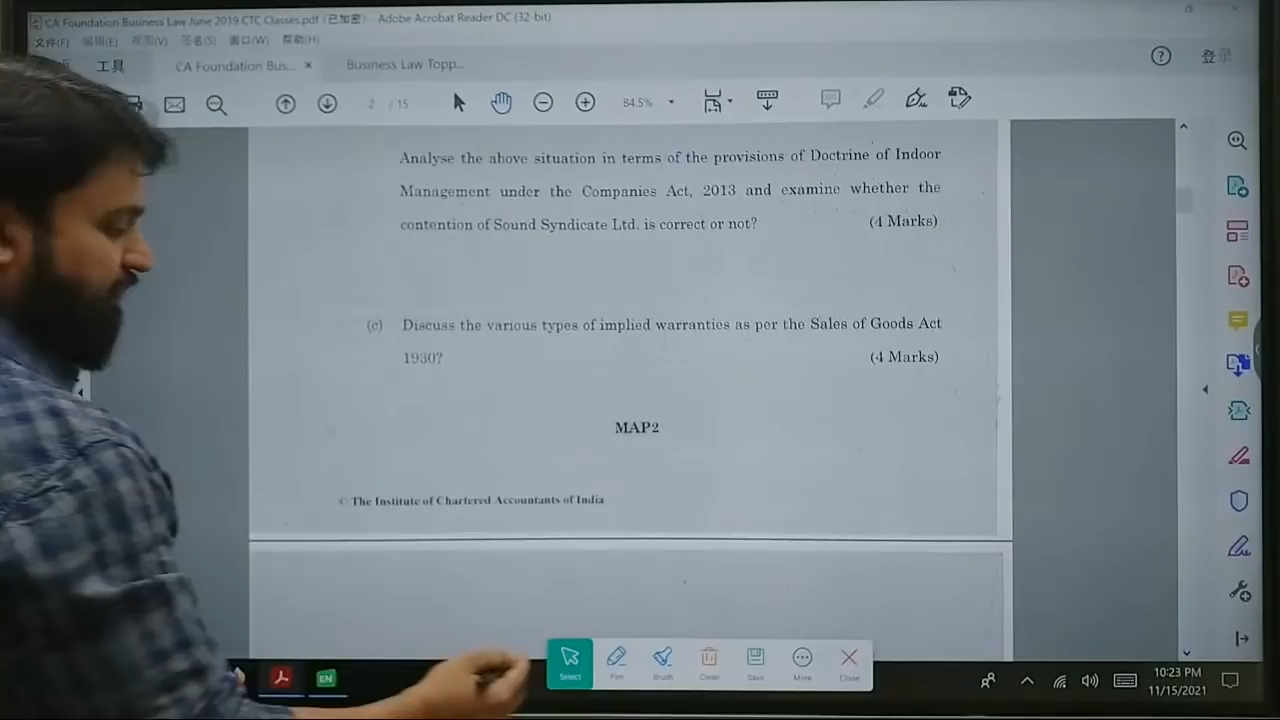 CA Foundation Business Law June 2019 CTC Classes.pdf (已加密) - Adobe Acrobat Reader DC (32-bit)
文件(F) 编辑(E) 视图(V) 签名(S) 窗口(W) 帮助(H)
工具 CA Foundation Bus... × Business Law Topp... 登录
2 / 15 84.5%
Analyse the above situation in terms of the provisions of Doctrine of Indoor
Management under the Companies Act, 2013 and examine whether the
contention of Sound Syndicate Ltd. is correct or not? (4 Marks)
(c) Discuss the various types of implied warranties as per the Sales of Goods Act
1930? (4 Marks)
MAP2
© The Institute of Chartered Accountants of India
Select Pen Brush Clean Save More Close
EN
10:23 PM
11/15/2021